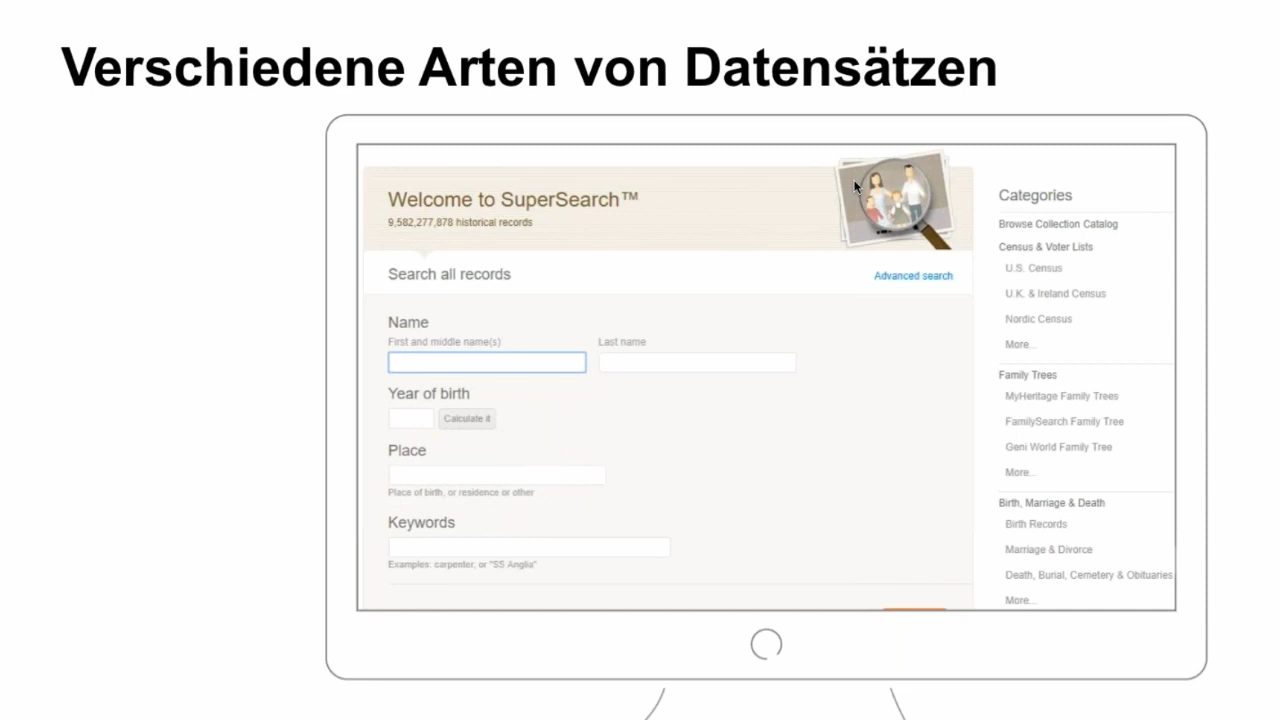 Verschiedene Arten von Datensätzen
Welcome to SuperSearch™
9,582,277,878 historical records
Search all records
Advanced search
Name
First and middle name(s)
Last name
Year of birth
Calculate it
Place
Place of birth, or residence or other
Keywords
Examples: carpenter, or "SS Anglia"
Categories
Browse Collection Catalog
Census & Voter Lists
U.S. Census
U.K. & Ireland Census
Nordic Census
More...
Family Trees
MyHeritage Family Trees
FamilySearch Family Tree
Geni World Family Tree
More...
Birth, Marriage & Death
Birth Records
Marriage & Divorce
Death, Burial, Cemetery & Obituaries
More...